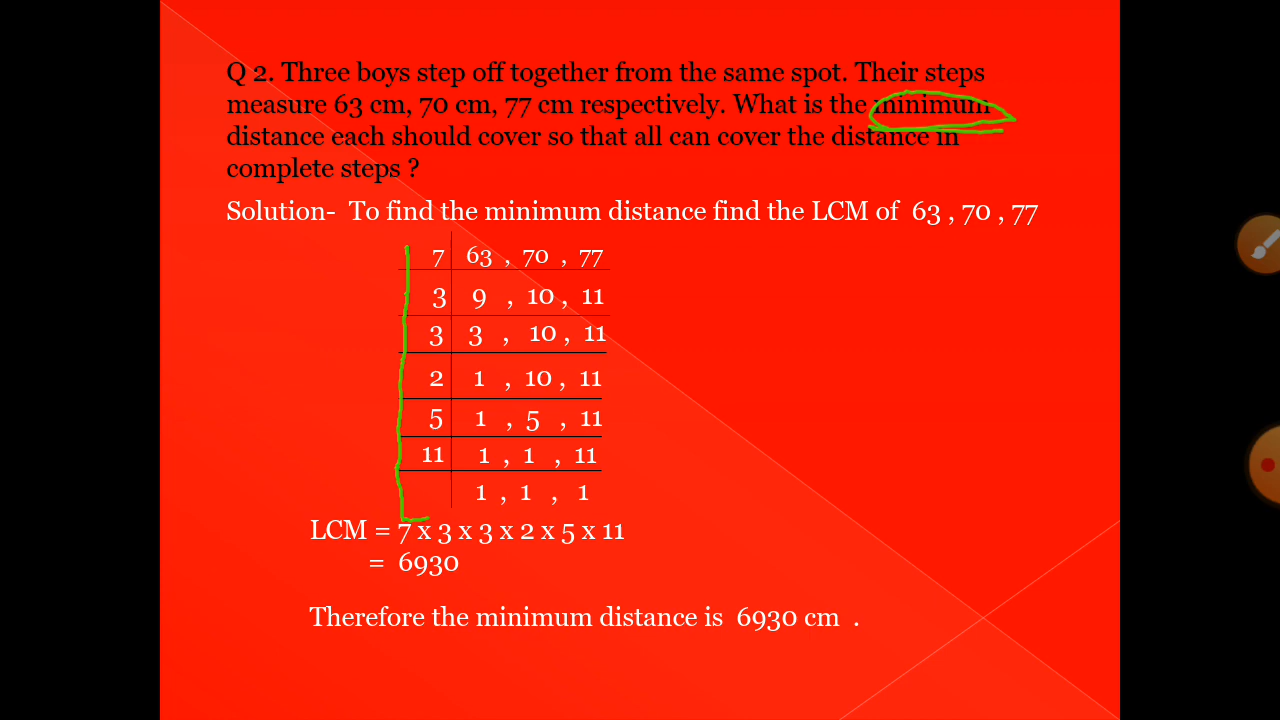 Q 2. Three boys step off together from the same spot. Their steps
measure 63 cm, 70 cm, 77 cm respectively. What is the minimum
distance each should cover so that all can cover the distance in
complete steps ?
Solution- To find the minimum distance find the LCM of 63 , 70 , 77
7 63 , 70 , 77
3 9 , 10 , 11
3 3 , 10 , 11
2 1 , 10 , 11
5 1 , 5 , 11
11 1 , 1 , 11
1 , 1 , 1
LCM = 7 x 3 x 3 x 2 x 5 x 11
= 6930
Therefore the minimum distance is 6930 cm .